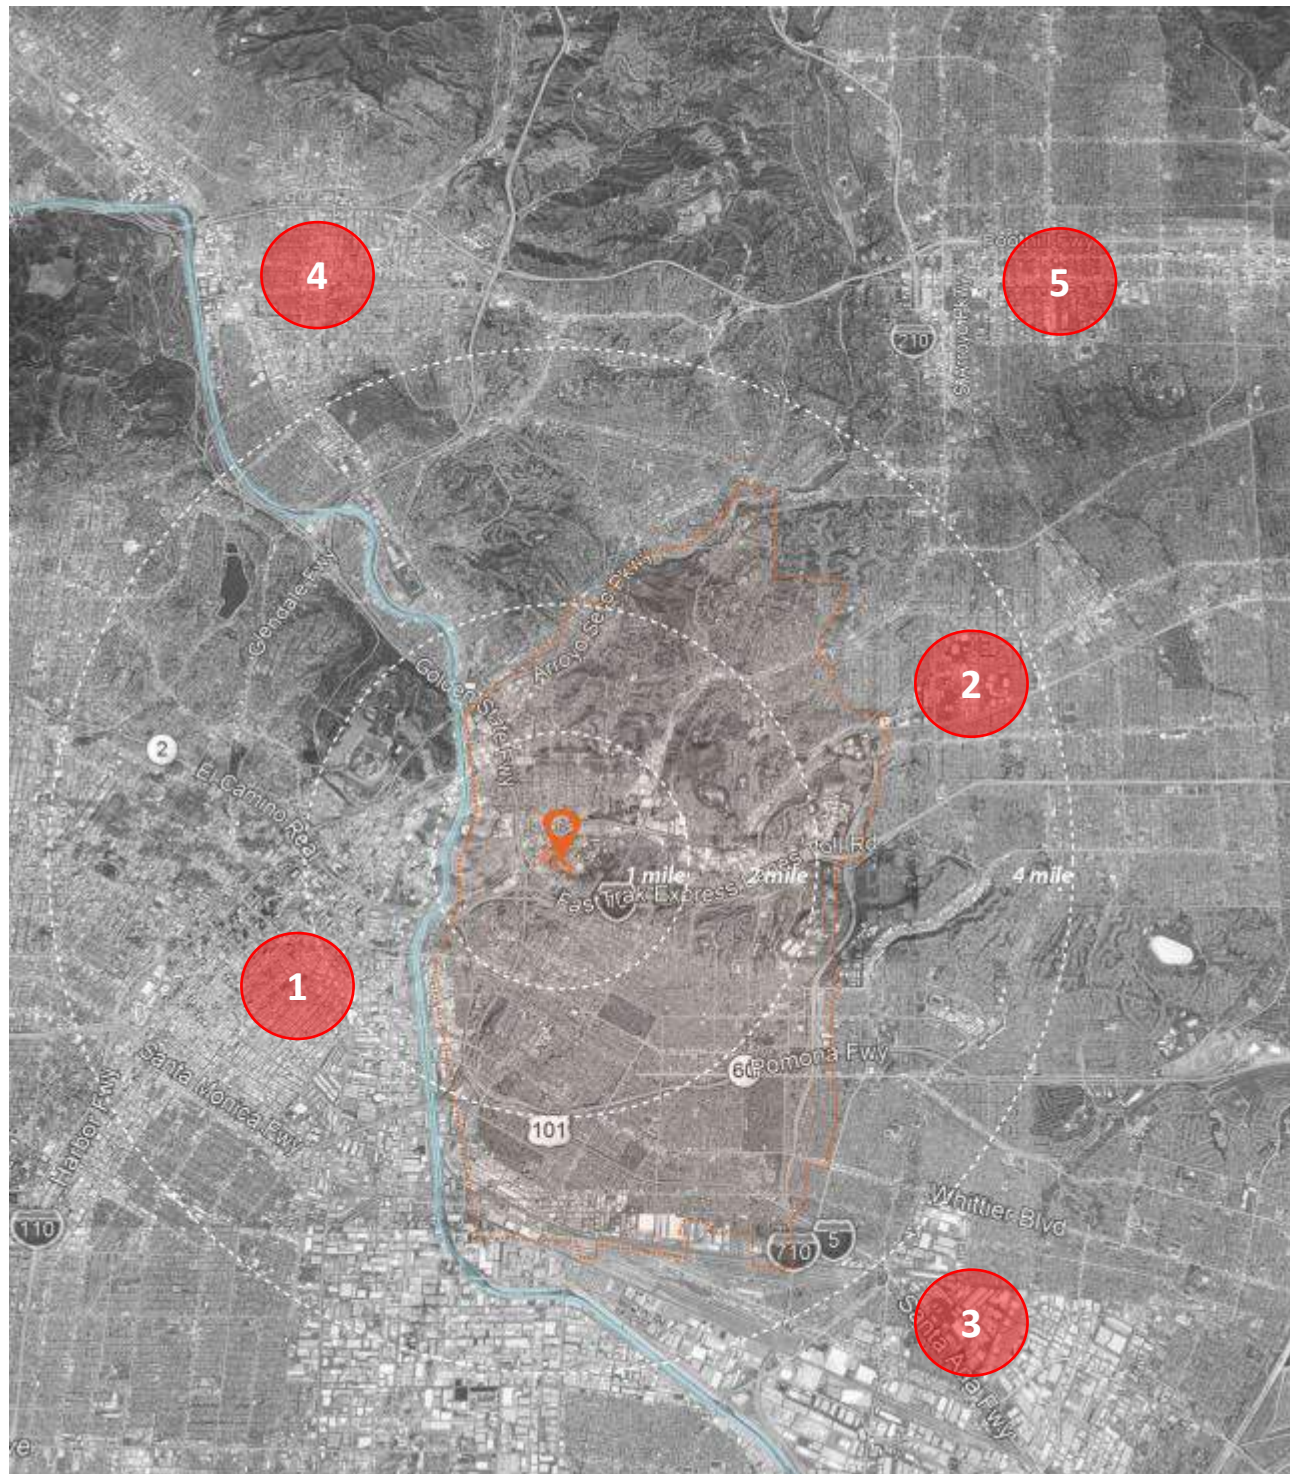 4
Foothill Fwy
5
210
S Arroyo Pkwy
Glendale Fwy
Arroyo Seco Pkwy
Golden State Fwy
2
2
El Camino Real
1 mile
2 mile
4 mile
Toll Rd
FasTrak Express
1
Santa Monica Fwy
Harbor Fwy
60
Pomona Fwy
101
Whittier Blvd
110
710
5
3
Santa Ana Fwy